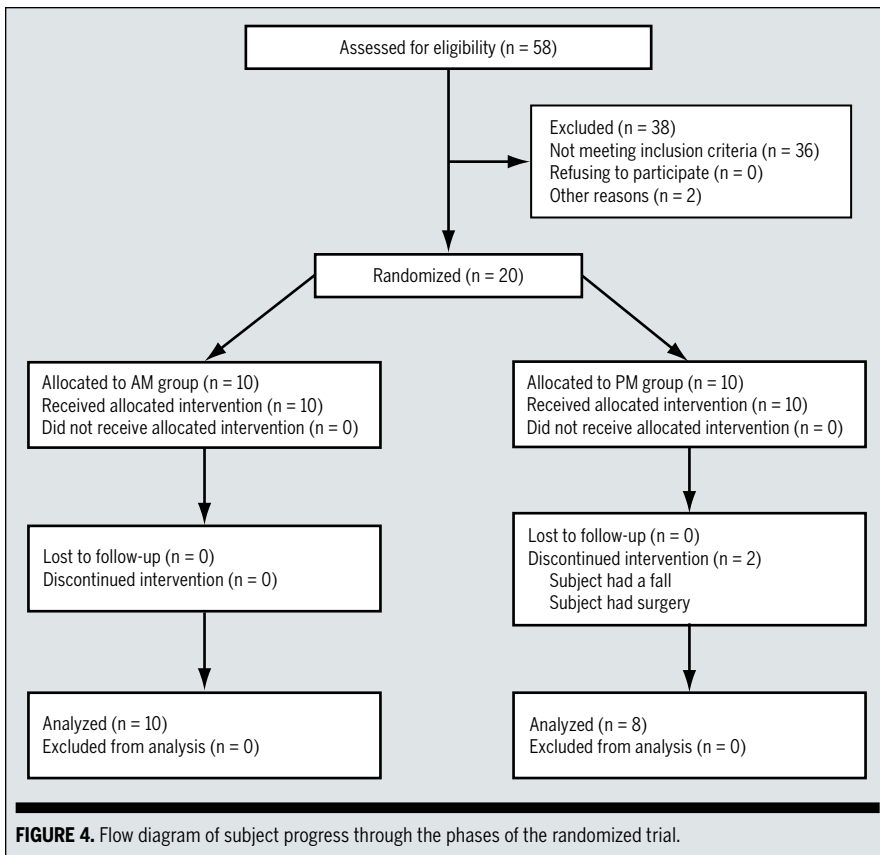 Assessed for eligibility (n = 58)
Excluded (n = 38)
Not meeting inclusion criteria (n = 36)
Refusing to participate (n = 0)
Other reasons (n = 2)
Randomized (n = 20)
Allocated to AM group (n = 10)
Received allocated intervention (n = 10)
Did not receive allocated intervention (n = 0)
Allocated to PM group (n = 10)
Received allocated intervention (n = 10)
Did not receive allocated intervention (n = 0)
Lost to follow-up (n = 0)
Discontinued intervention (n = 0)
Lost to follow-up (n = 0)
Discontinued intervention (n = 2)
Subject had a fall
Subject had surgery
Analyzed (n = 10)
Excluded from analysis (n = 0)
Analyzed (n = 8)
Excluded from analysis (n = 0)
FIGURE 4. Flow diagram of subject progress through the phases of the randomized trial.